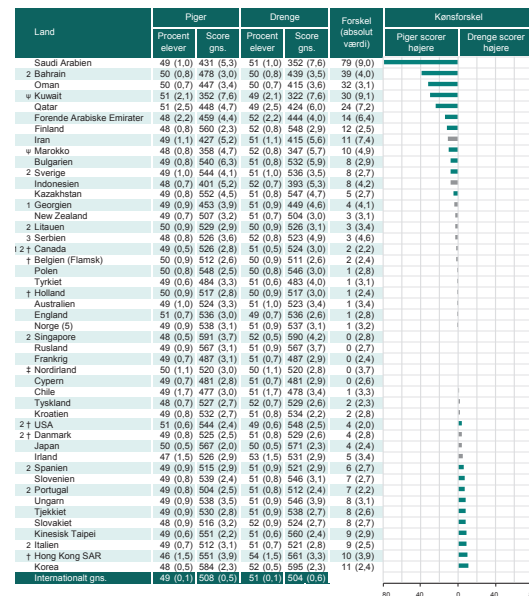 Land
Piger
Drenge
Forskel (absolut værdi)
Kønsforskel
Procent elever
Score gns.
Procent elever
Score gns.
Piger scorer højere
Drenge scorer højere
Saudi Arabien 49 (1,0) 431 (5,3) 51 (1,0) 352 (7,6) 79 (9,0)
2 Bahrain 50 (0,8) 478 (3,0) 50 (0,8) 439 (3,5) 39 (4,0)
Oman 50 (0,7) 447 (3,4) 50 (0,7) 415 (3,6) 32 (3,1)
ψ Kuwait 51 (2,1) 352 (7,6) 49 (2,1) 322 (7,6) 30 (9,1)
Qatar 51 (2,5) 448 (4,7) 49 (2,5) 424 (6,0) 24 (7,2)
Forende Arabiske Emirater 48 (2,2) 459 (4,4) 52 (2,2) 444 (4,0) 14 (6,4)
Finland 48 (0,8) 560 (2,3) 52 (0,8) 548 (2,9) 12 (2,5)
Iran 49 (1,1) 427 (5,2) 51 (1,1) 415 (5,6) 11 (7,4)
ψ Marokko 48 (0,8) 358 (4,7) 52 (0,8) 347 (5,7) 10 (4,9)
Bulgarien 49 (0,8) 540 (6,3) 51 (0,8) 532 (5,9) 8 (2,9)
2 Sverige 49 (1,0) 544 (4,1) 51 (1,0) 536 (3,5) 8 (2,7)
Indonesien 48 (0,7) 401 (5,2) 52 (0,7) 393 (5,3) 8 (4,2)
Kazakhstan 49 (0,8) 552 (4,5) 51 (0,8) 547 (4,7) 5 (2,7)
1 Georgien 49 (0,9) 453 (3,9) 51 (0,9) 449 (4,6) 4 (4,1)
New Zealand 49 (0,7) 507 (3,2) 51 (0,7) 504 (3,0) 3 (3,1)
2 Litauen 50 (0,9) 529 (2,9) 50 (0,9) 526 (3,1) 3 (3,4)
3 Serbien 48 (0,8) 526 (3,6) 52 (0,8) 523 (4,9) 3 (4,6)
1 2 † Canada 49 (0,5) 526 (2,8) 51 (0,5) 524 (3,0) 2 (2,2)
† Belgien (Flamsk) 50 (0,9) 512 (2,6) 50 (0,9) 511 (2,6) 2 (2,4)
Polen 50 (0,8) 548 (2,5) 50 (0,8) 546 (3,0) 1 (2,8)
Tyrkiet 49 (0,6) 484 (3,3) 51 (0,6) 483 (4,0) 1 (3,1)
† Holland 50 (0,9) 517 (2,8) 50 (0,9) 517 (3,0) 1 (2,4)
Australien 49 (1,0) 524 (3,3) 51 (1,0) 523 (3,4) 1 (3,4)
England 51 (0,7) 536 (3,0) 49 (0,7) 536 (2,6) 1 (2,8)
Norge (5) 49 (0,9) 538 (3,1) 51 (0,9) 537 (3,1) 1 (3,2)
2 Singapore 48 (0,5) 591 (3,7) 52 (0,5) 590 (4,2) 0 (2,8)
Rusland 49 (0,9) 567 (3,1) 51 (0,9) 567 (3,7) 0 (2,7)
Frankrig 49 (0,7) 487 (3,1) 51 (0,7) 487 (2,9) 0 (2,4)
‡ Nordirland 50 (1,1) 520 (3,0) 50 (1,1) 520 (2,8) 0 (3,7)
Cypern 49 (0,7) 481 (2,8) 51 (0,7) 481 (2,9) 0 (2,6)
Chile 49 (1,7) 477 (3,0) 51 (1,7) 478 (3,4) 1 (3,3)
Tyskland 48 (0,7) 527 (2,7) 52 (0,7) 529 (2,6) 2 (2,3)
Kroatien 49 (0,8) 532 (2,7) 51 (0,8) 534 (2,2) 2 (2,8)
2 † USA 51 (0,6) 544 (2,4) 49 (0,6) 548 (2,5) 4 (2,0)
2 † Danmark 49 (0,8) 525 (2,5) 51 (0,8) 529 (2,6) 4 (2,8)
Japan 50 (0,5) 567 (2,0) 50 (0,5) 571 (2,3) 4 (2,4)
Irland 47 (1,5) 526 (2,9) 53 (1,5) 531 (2,9) 5 (3,4)
2 Spanien 49 (0,9) 515 (2,9) 51 (0,9) 521 (2,9) 6 (2,7)
Slovenien 49 (0,8) 539 (2,4) 51 (0,8) 546 (3,1) 7 (2,7)
2 Portugal 49 (0,8) 504 (2,5) 51 (0,8) 512 (2,4) 7 (2,2)
Ungarn 49 (0,9) 538 (3,5) 51 (0,9) 546 (3,9) 8 (3,1)
Tjekkiet 49 (0,9) 530 (2,8) 51 (0,9) 538 (2,7) 8 (2,6)
Slovakiet 48 (0,9) 516 (3,2) 52 (0,9) 524 (2,7) 8 (2,7)
Kinesisk Taipei 49 (0,6) 551 (2,2) 51 (0,6) 560 (2,4) 9 (2,9)
2 Italien 49 (0,7) 512 (3,1) 51 (0,7) 521 (2,8) 9 (2,5)
† Hong Kong SAR 46 (1,5) 551 (3,9) 54 (1,5) 561 (3,3) 10 (3,9)
Korea 48 (0,5) 584 (2,3) 52 (0,5) 595 (2,3) 11 (2,4)
Internationalt gns. 49 (0,1) 508 (0,5) 51 (0,1) 504 (0,6)
80 40 0 40